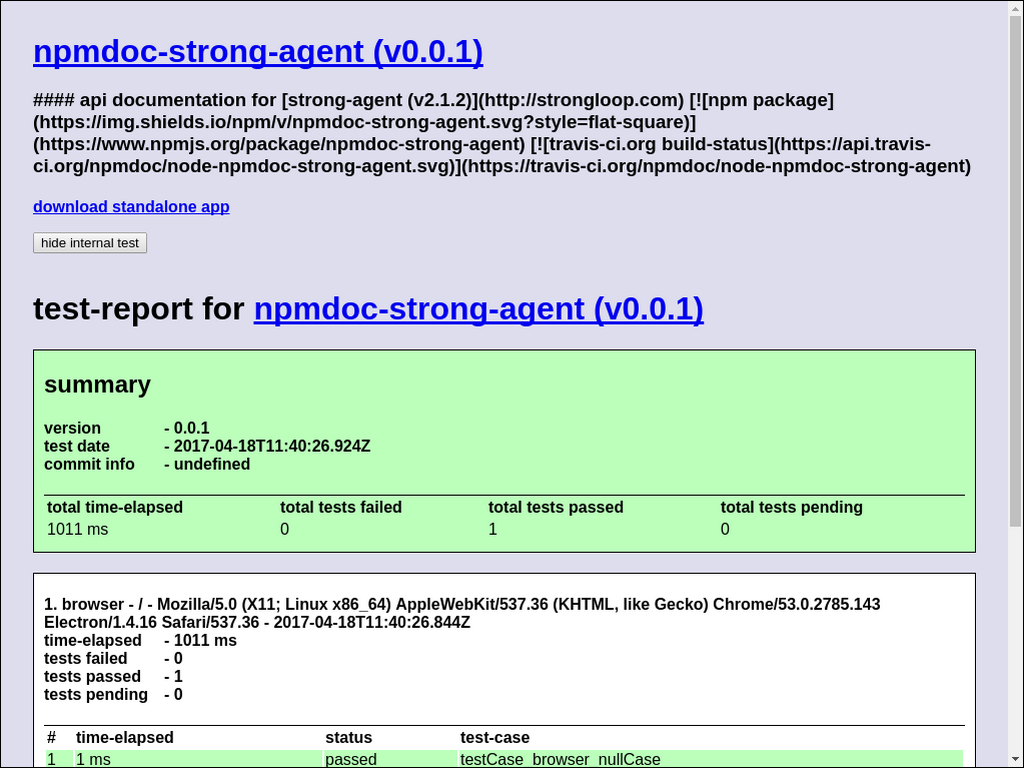 npmdoc-strong-agent (v0.0.1)
#### api documentation for [strong-agent (v2.1.2)](http://strongloop.com) [![npm package]
(https://img.shields.io/npm/v/npmdoc-strong-agent.svg?style=flat-square)]
(https://www.npmjs.org/package/npmdoc-strong-agent) [![travis-ci.org build-status](https://api.travis-
ci.org/npmdoc/node-npmdoc-strong-agent.svg)](https://travis-ci.org/npmdoc/node-npmdoc-strong-agent)
download standalone app
hide internal test
test-report for npmdoc-strong-agent (v0.0.1)
summary
version - 0.0.1
test date - 2017-04-18T11:40:26.924Z
commit info - undefined
total time-elapsed total tests failed total tests passed total tests pending
1011 ms 0 1 0
1. browser - / - Mozilla/5.0 (X11; Linux x86_64) AppleWebKit/537.36 (KHTML, like Gecko) Chrome/53.0.2785.143
Electron/1.4.16 Safari/537.36 - 2017-04-18T11:40:26.844Z
time-elapsed - 1011 ms
tests failed - 0
tests passed - 1
tests pending - 0
# time-elapsed status test-case
1 1 ms passed testCase_browser_nullCase